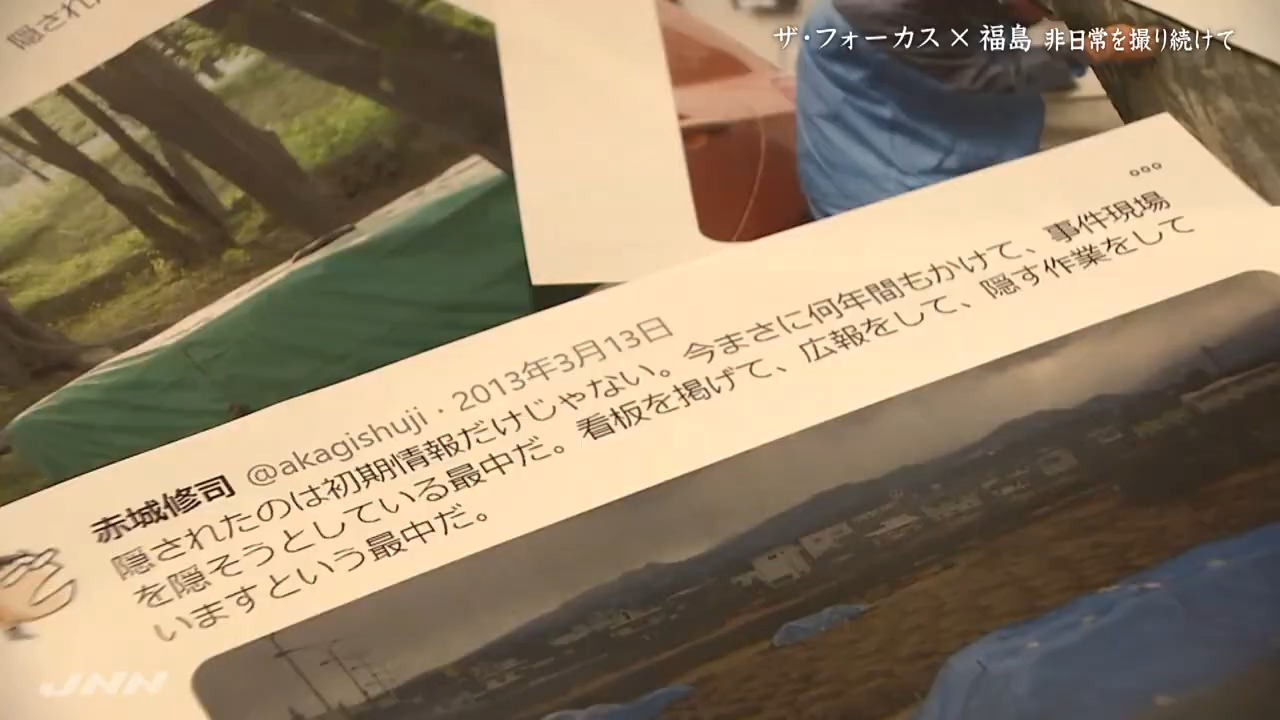 隠された
ザ・フォーカス×福島 非日常を撮り続けて
赤城修司 @akagishuji・2013年3月13日
隠されたのは初期情報だけじゃない。今まさに何年間もかけて、事件現場
を隠そうとしている最中だ。看板を掲げて、広報をして、隠す作業をして
いますという最中だ。
JNN